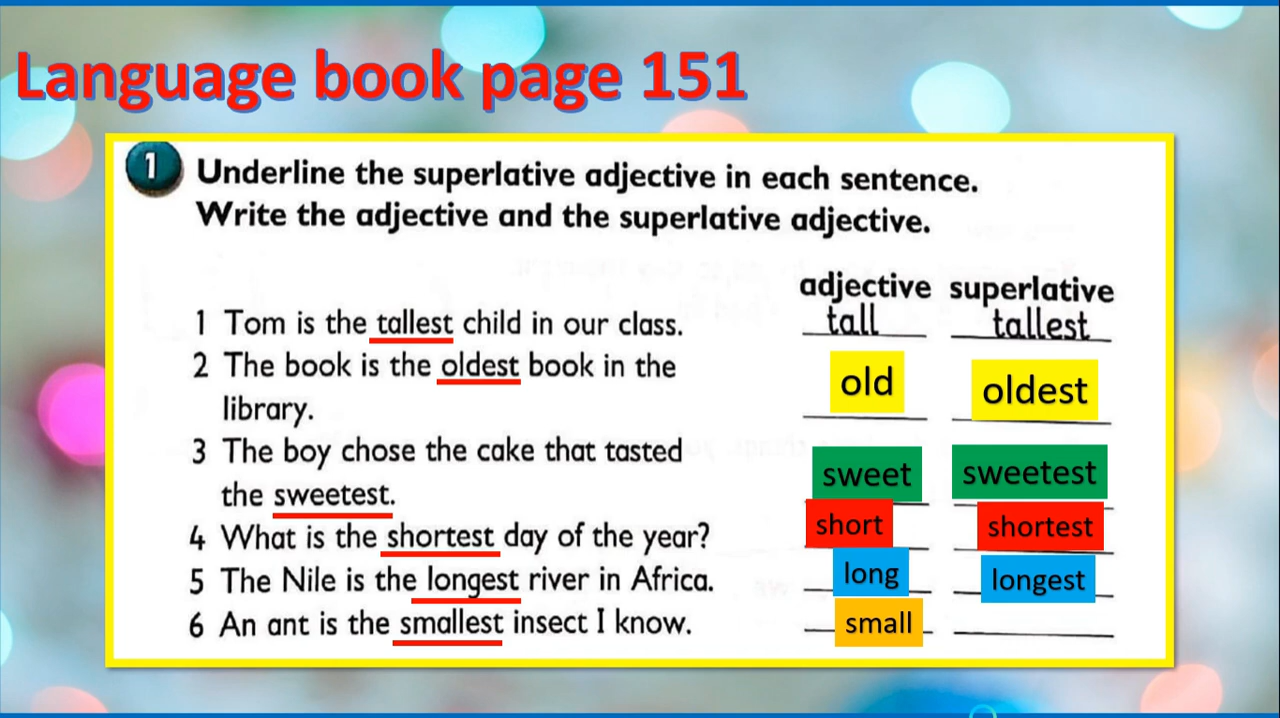 Language book page 151
1 Underline the superlative adjective in each sentence.
Write the adjective and the superlative adjective.
adjective superlative
1 Tom is the tallest child in our class. tall tallest
2 The book is the oldest book in the old oldest
library.
3 The boy chose the cake that tasted sweet sweetest
the sweetest.
4 What is the shortest day of the year? short shortest
5 The Nile is the longest river in Africa. long longest
6 An ant is the smallest insect I know. small